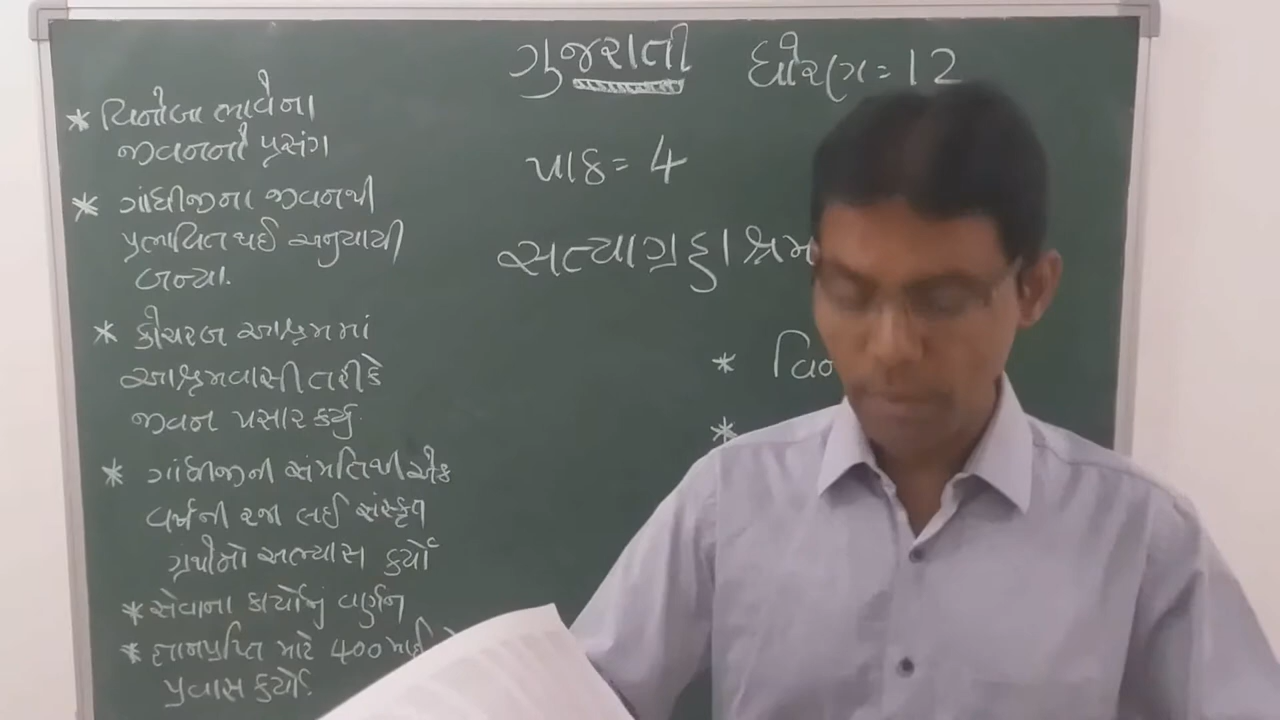 ગુજરાતી ધોરણ = 12
પાઠ = 4
સત્યાગ્રહાશ્રમ
* વિન
*
* વિનોબા ભાવેના
જીવનનો પ્રસંગ
* ગાંધીજીના જીવનથી
પ્રભાવિત થઈ અનુયાયી
બન્યા.
* કોચરબ આશ્રમમાં
આશ્રમવાસી તરીકે
જીવન પસાર કર્યું.
* ગાંધીજીની સંમતિથી એક
વર્ષની રજા લઈ સંસ્કૃત
ગ્રંથોનો અભ્યાસ કર્યો
* સેવાના કાર્યોનું વર્ણન
* જ્ઞાનપ્રાપ્તિ માટે 400
પ્રવાસ કર્યો.